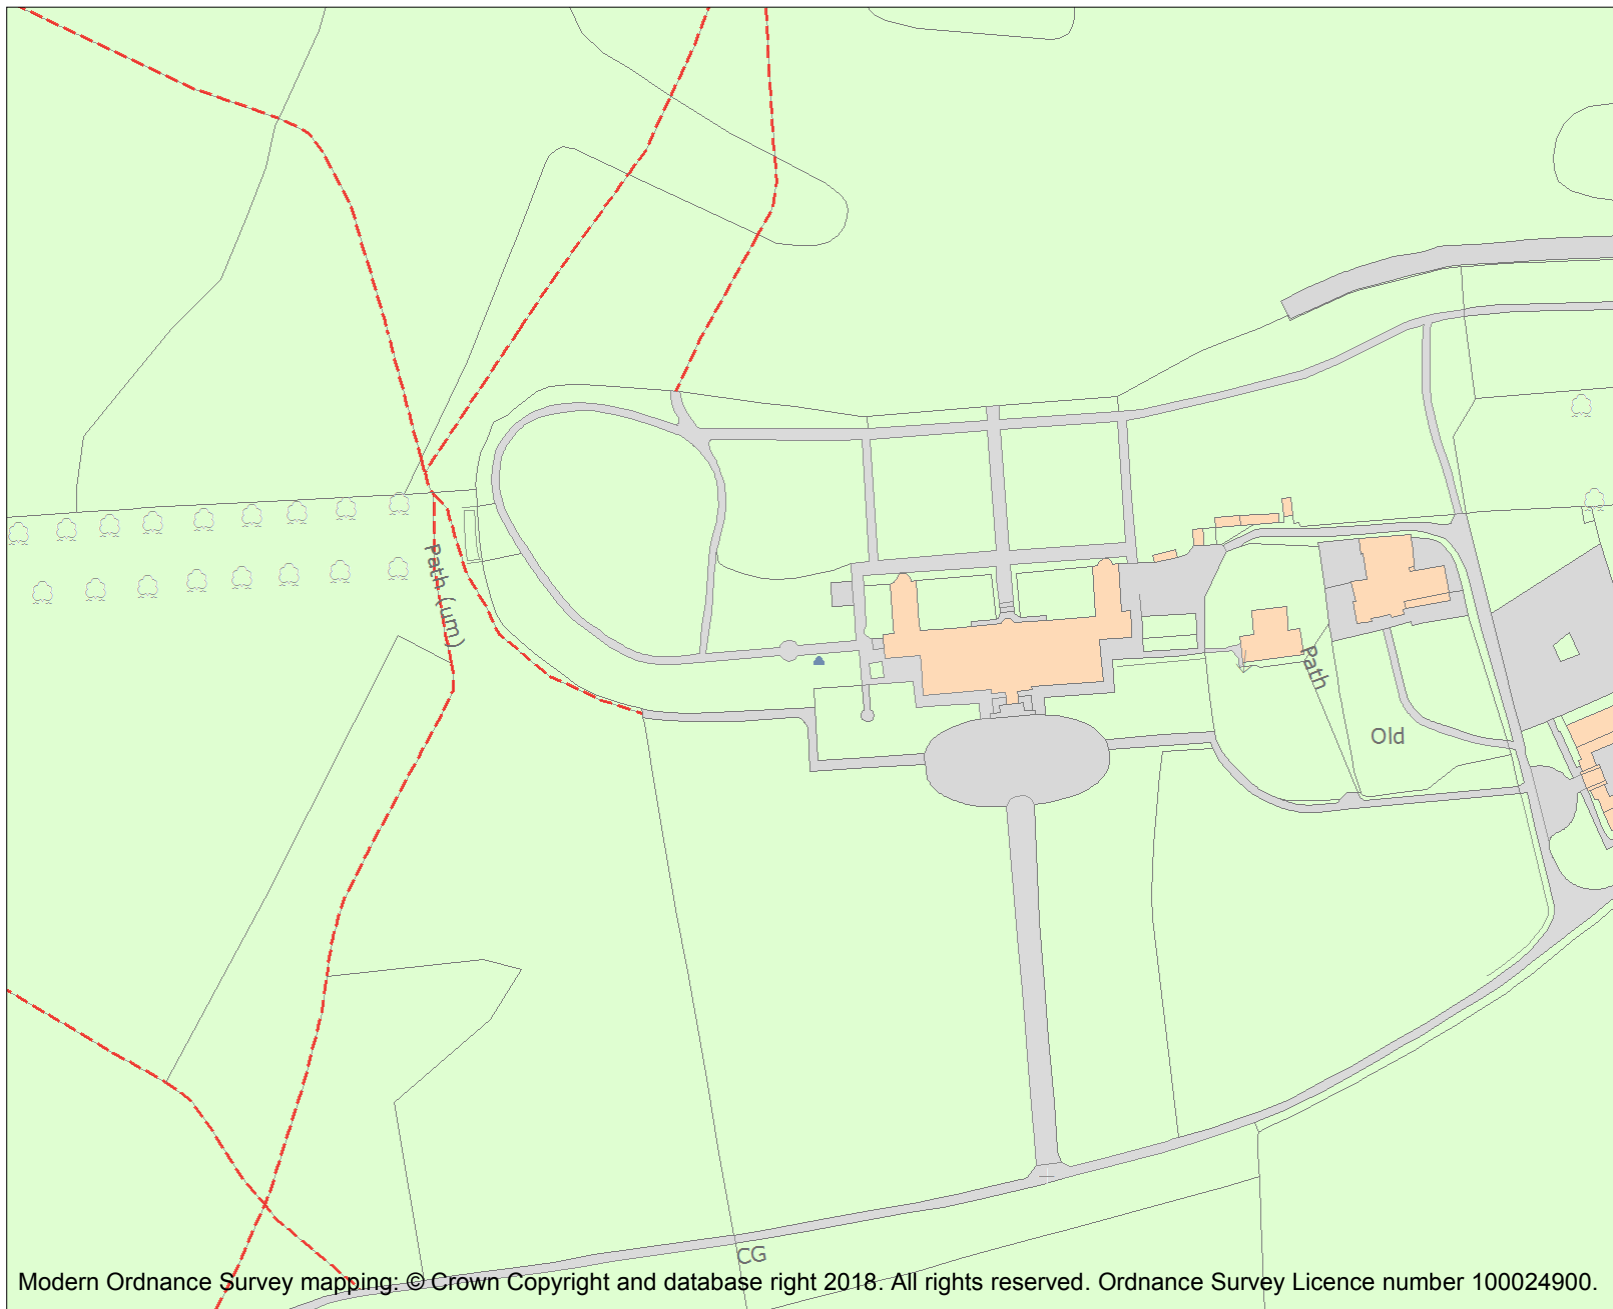 Path (um)
Path
Old
CG
Modern Ordnance Survey mapping: © Crown Copyright and database right 2018. All rights reserved. Ordnance Survey Licence number 100024900.